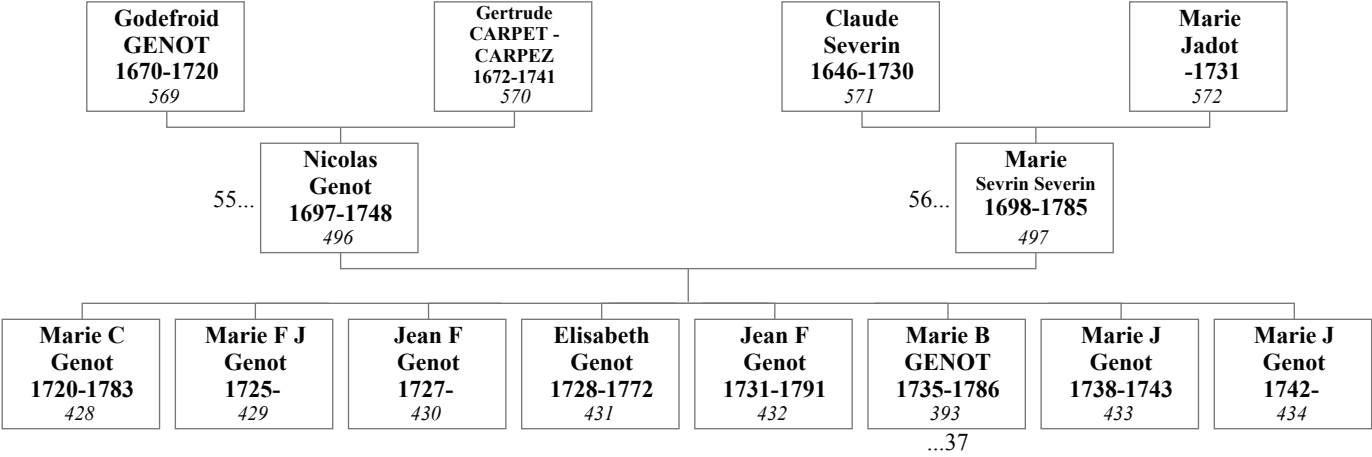 Godefroid
GENOT
1670-1720
569
Gertrude
CARPET -
CARPEZ
1672-1741
570
Claude
Severin
1646-1730
571
Marie
Jadot
-1731
572
55...
Nicolas
Genot
1697-1748
496
56...
Marie
Sevrin Severin
1698-1785
497
Marie C
Genot
1720-1783
428
Marie F J
Genot
1725-
429
Jean F
Genot
1727-
430
Elisabeth
Genot
1728-1772
431
Jean F
Genot
1731-1791
432
Marie B
GENOT
1735-1786
393
...37
Marie J
Genot
1738-1743
433
Marie J
Genot
1742-
434